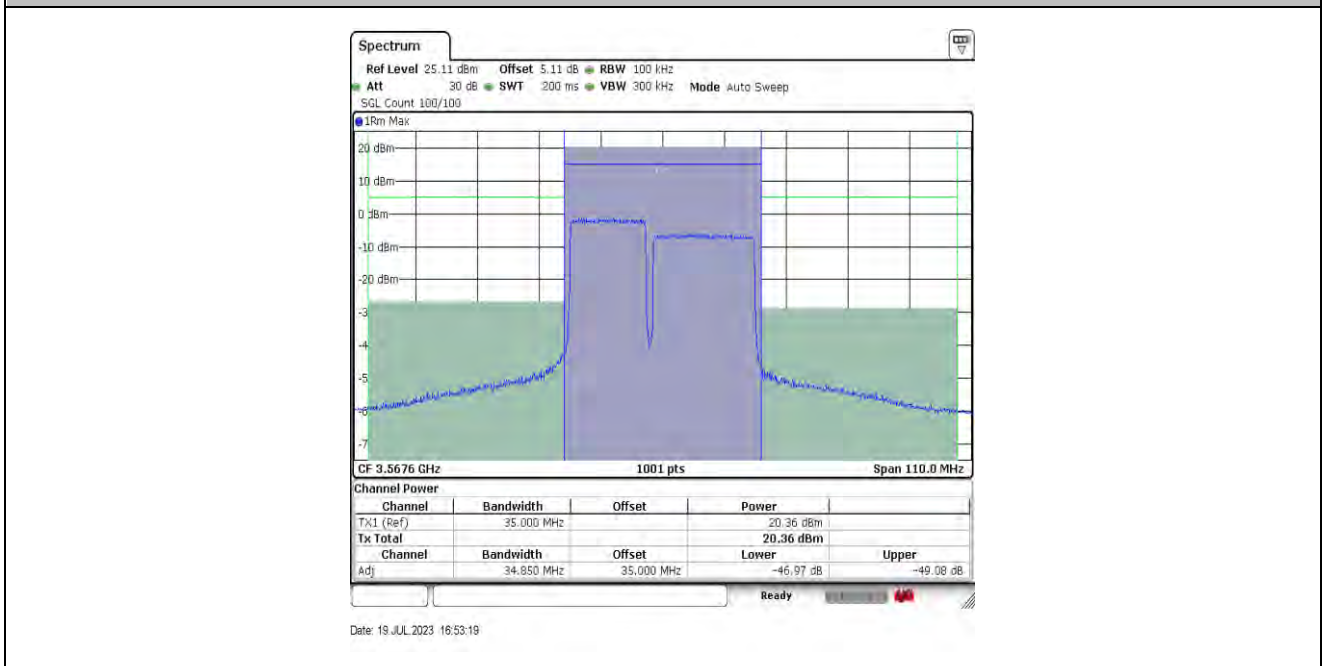 Spectrum
Ref Level 25.11 dBm Offset 5.11 dB RBW 100 kHz
Att 30 dB SWT 200 ms VBW 300 kHz Mode Auto Sweep
SGL Count 100/100
1Rm Max
20 dBm
10 dBm
0 dBm
-10 dBm
-20 dBm
-3
-4
-5
-6
-7
CF 3.5676 GHz 1001 pts Span 110.0 MHz
Channel Power
Channel Bandwidth Offset Power
TX1 (Ref) 35.000 MHz 20.36 dBm
Tx Total 20.36 dBm
Channel Bandwidth Offset Lower Upper
Adj 34.850 MHz 35.000 MHz -46.97 dB -49.08 dB
Ready
Date: 19.JUL.2023 16:53:19